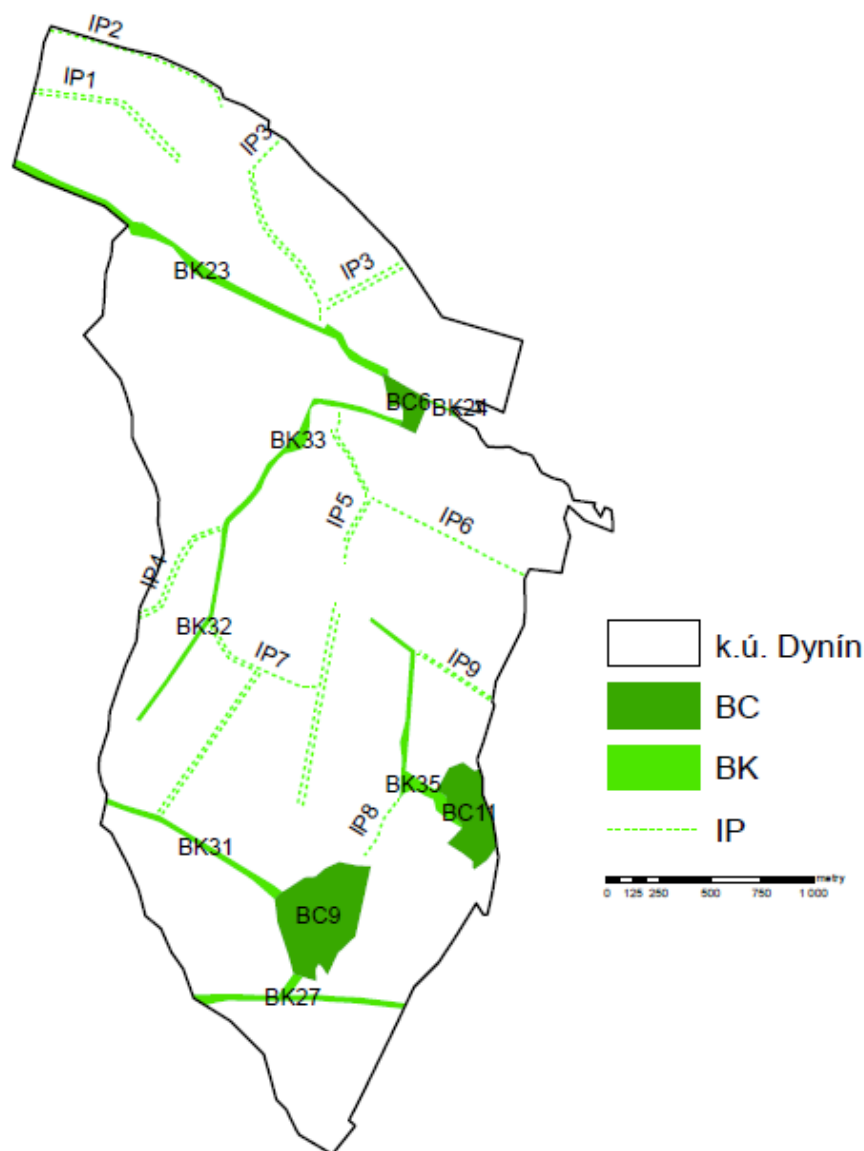 IP2
IP1
IP3
IP3
BK23
BC6
BK24
BK33
IP5
IP6
IP4
BK32
IP7
IP9
k.ú. Dynín
BC
BK
IP
BK35
BC11
IP8
BK31
BC9
BK27
metry
0 125 250 500 750 1 000